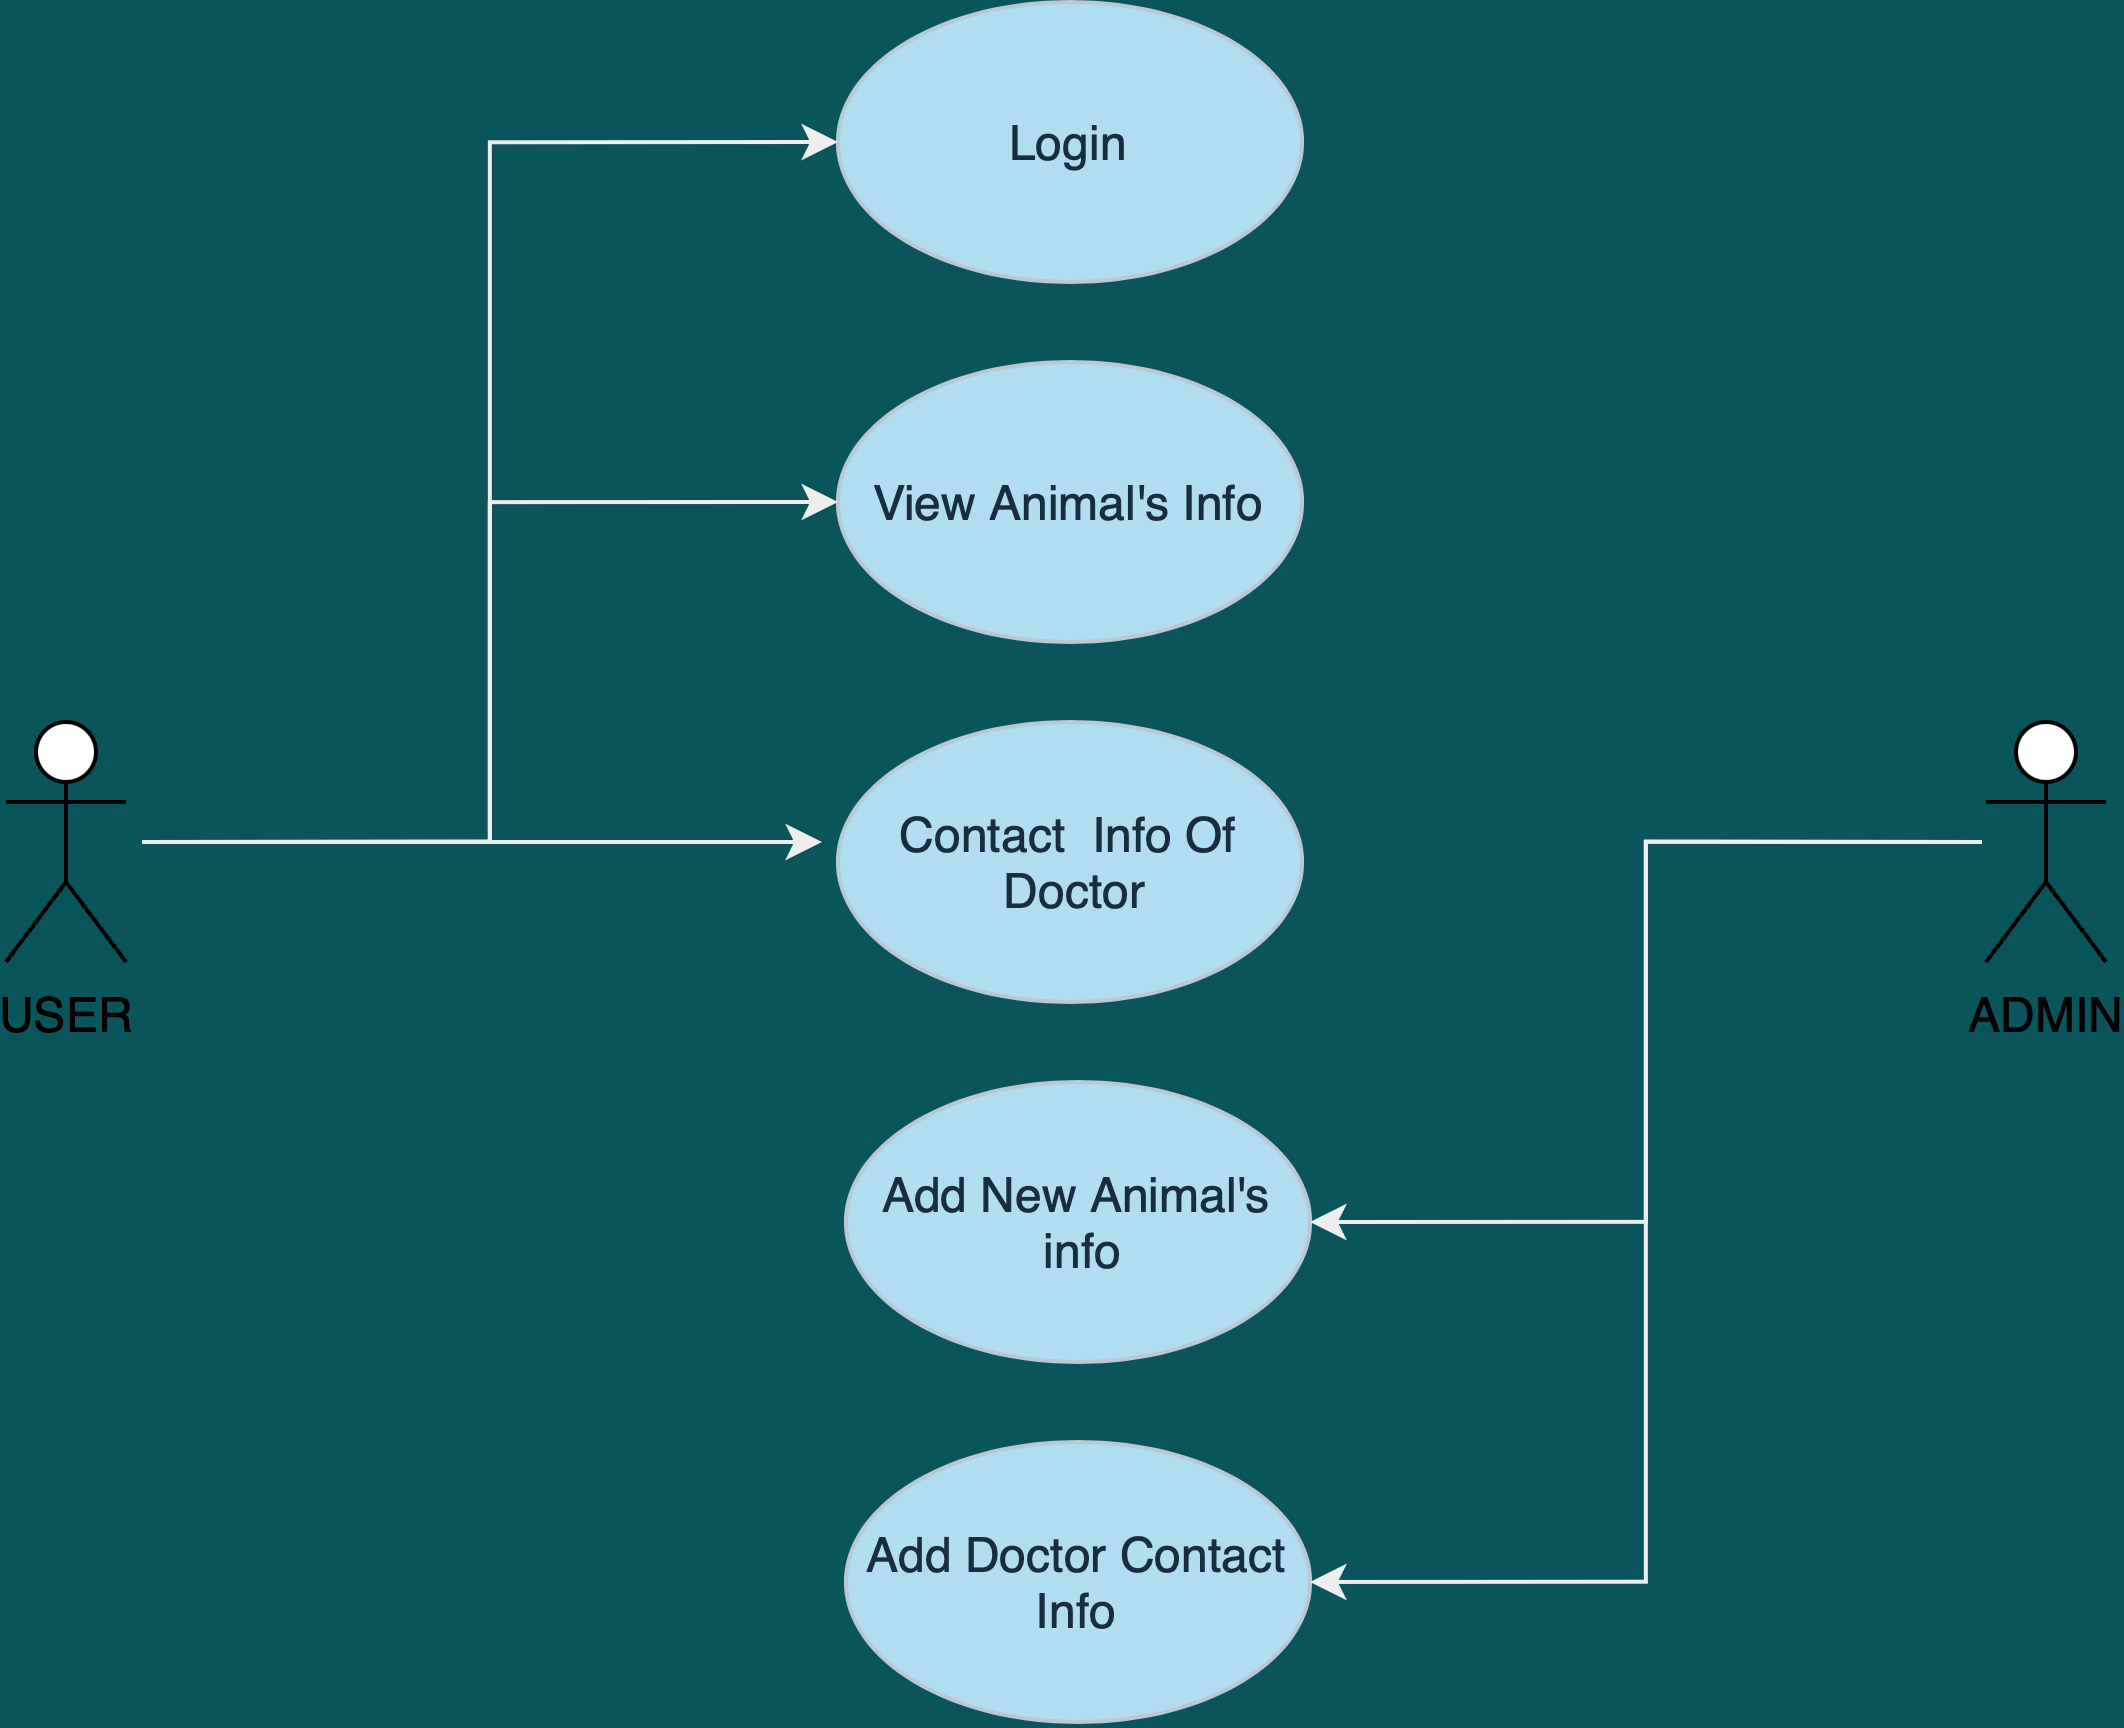 Login
View Animal's Info
Contact  Info Of
Doctor
USER
ADMIN
Add New Animal's
info
Add Doctor Contact
Info